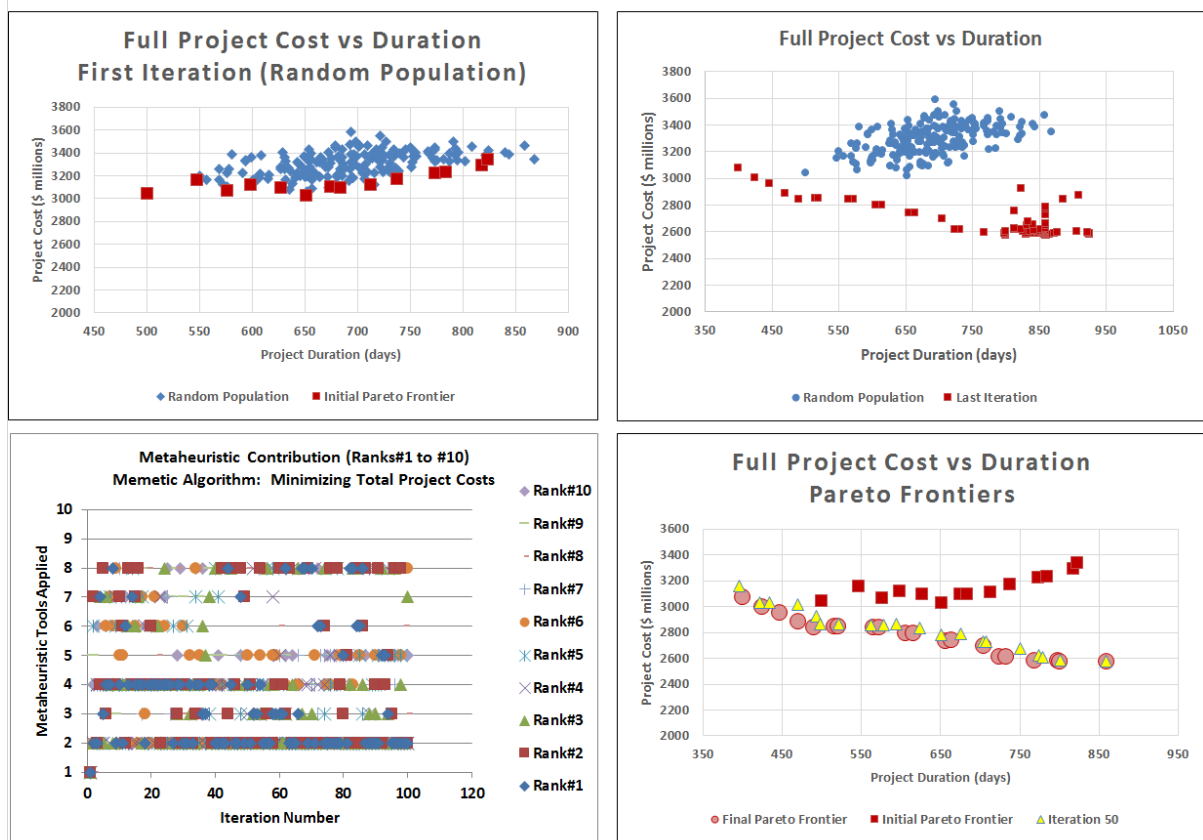 Full Project Cost vs Duration
First Iteration (Random Population)
Project Cost ($ millions)
3800
3600
3400
3200
3000
2800
2600
2400
2200
2000
450 500 550 600 650 700 750 800 850 900
Project Duration (days)
Random Population Initial Pareto Frontier
Full Project Cost vs Duration
Project Cost ($ millions)
3800
3600
3400
3200
3000
2800
2600
2400
2200
2000
350 450 550 650 750 850 950 1050
Project Duration (days)
Random Population Last Iteration
Metaheuristic Contribution (Ranks#1 to #10)
Memetic Algorithm: Minimizing Total Project Costs
Metaheuristic Tools Applied
10
9
8
7
6
5
4
3
2
1
0 20 40 60 80 100 120
Iteration Number
Rank#10
Rank#9
Rank#8
Rank#7
Rank#6
Rank#5
Rank#4
Rank#3
Rank#2
Rank#1
Full Project Cost vs Duration
Pareto Frontiers
Project Cost ($ millions)
3600
3400
3200
3000
2800
2600
2400
2200
2000
350 450 550 650 750 850 950
Project Duration (days)
Final Pareto Frontier Initial Pareto Frontier Iteration 50